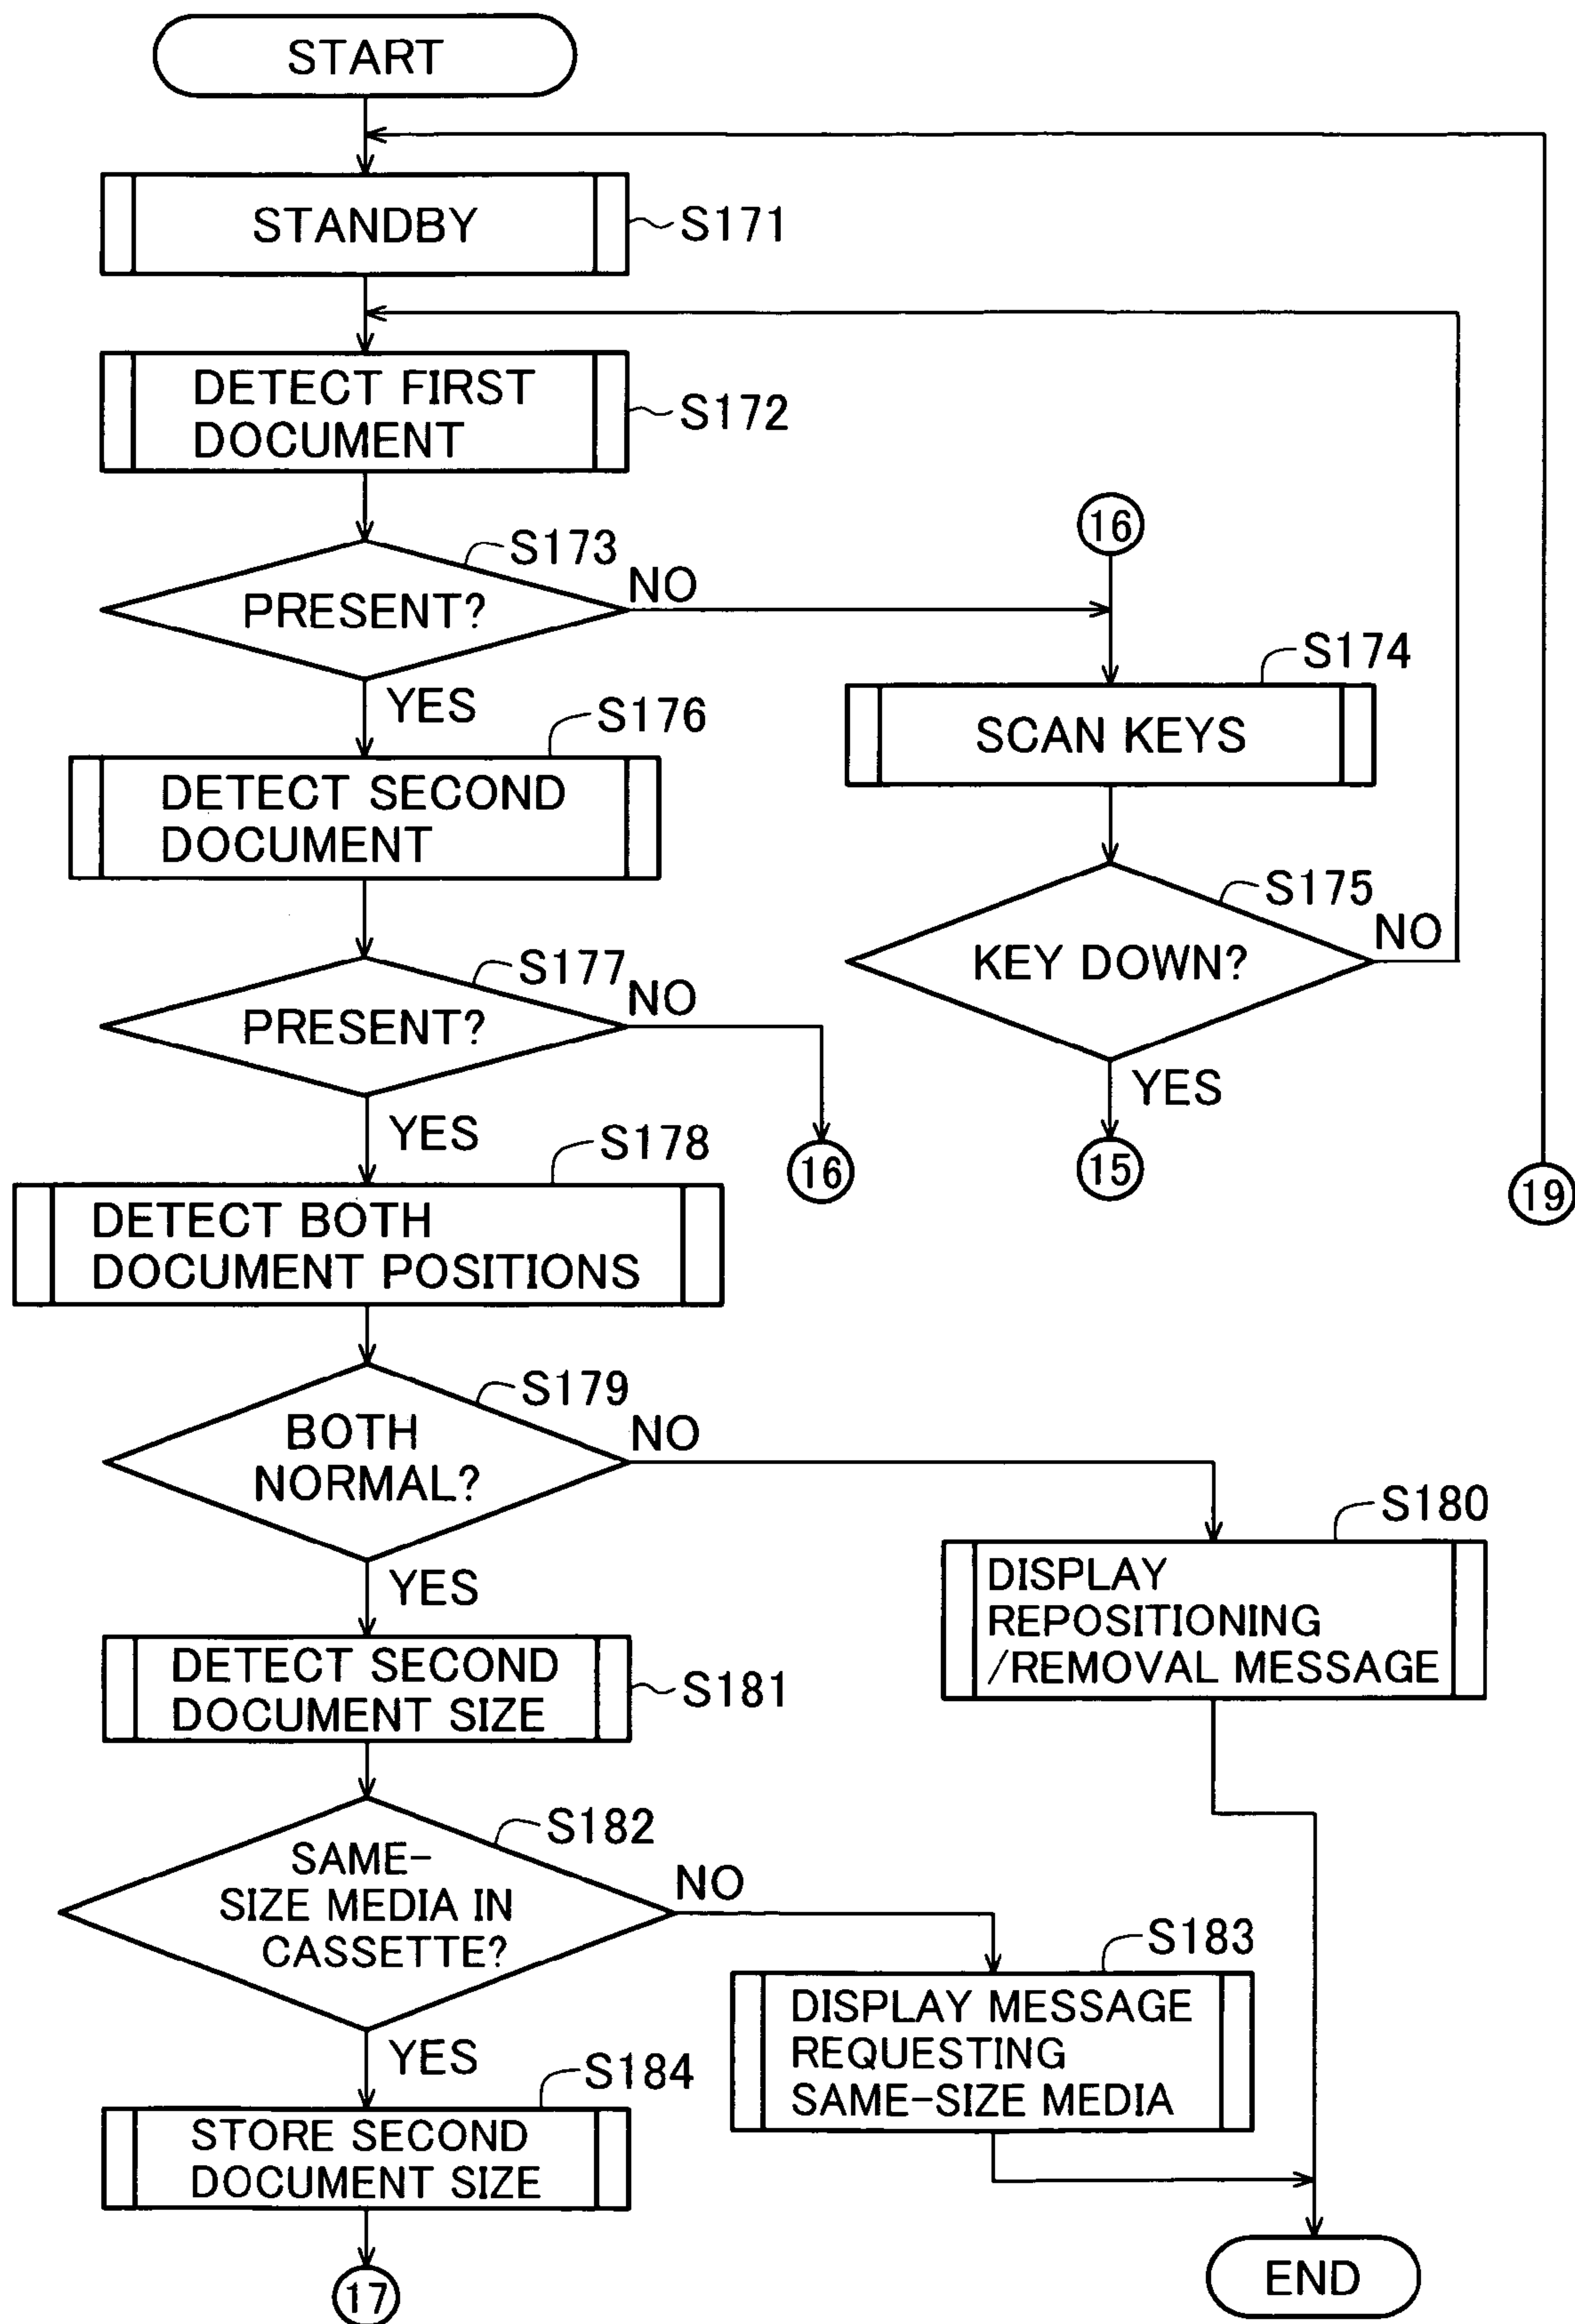 START
STANDBY
S171
DETECT FIRST
DOCUMENT
S172
S173
PRESENT?
NO
16
YES
S174
SCAN KEYS
S176
DETECT SECOND
DOCUMENT
S175
KEY DOWN?
NO
YES
15
S177
PRESENT?
NO
16
YES
19
S178
DETECT BOTH
DOCUMENT POSITIONS
S179
BOTH
NORMAL?
NO
YES
S180
DISPLAY
REPOSITIONING
/REMOVAL MESSAGE
DETECT SECOND
DOCUMENT SIZE
S181
S182
SAME-
SIZE MEDIA IN
CASSETTE?
NO
YES
S183
DISPLAY MESSAGE
REQUESTING
SAME-SIZE MEDIA
S184
STORE SECOND
DOCUMENT SIZE
17
END